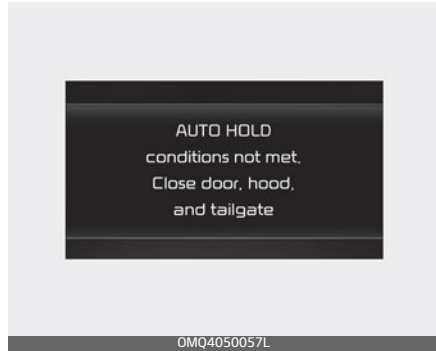 AUTO HOLD
conditions not met.
Close door, hood,
and tailgate
OMQ4050057L